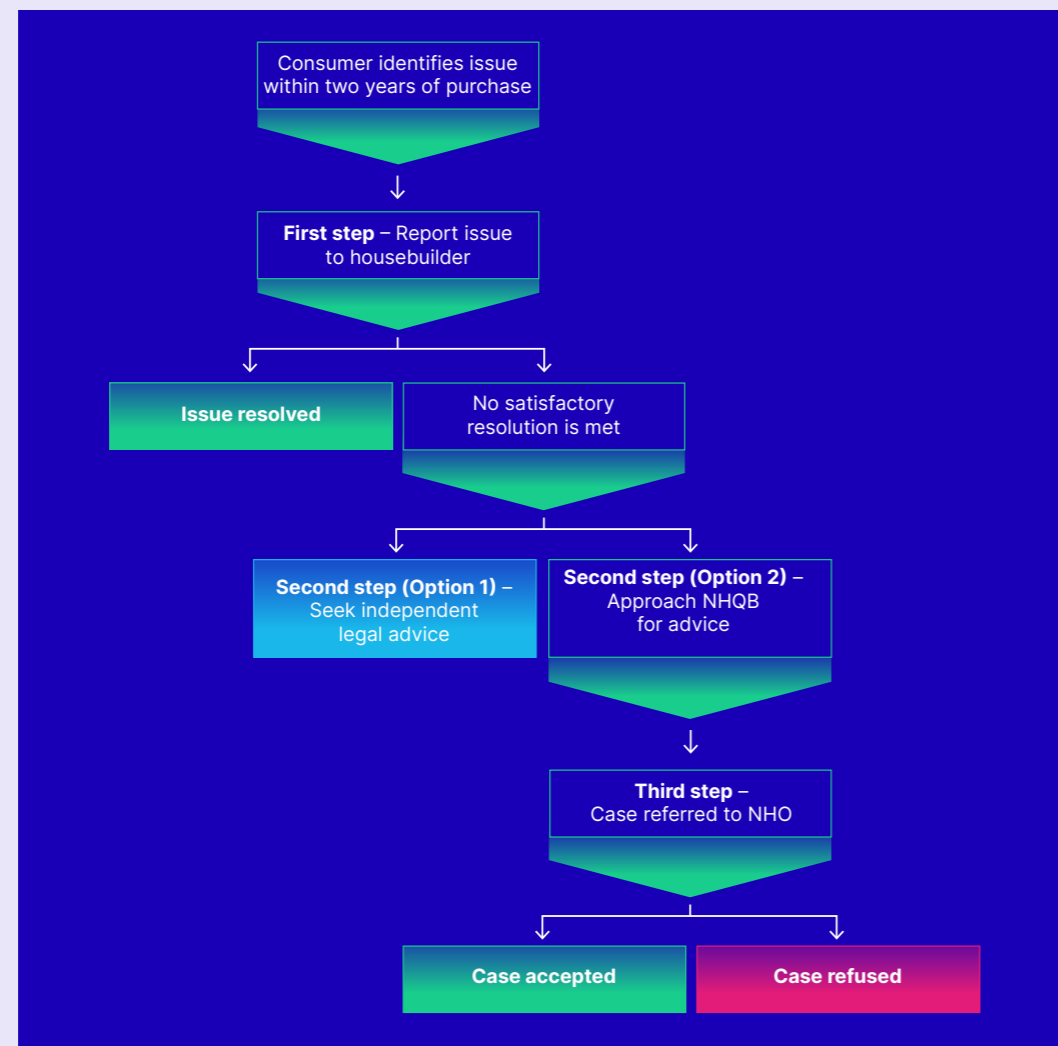 Consumer identifies issue
within two years of purchase
First step – Report issue
to housebuilder
Issue resolved
No satisfactory
resolution is met
Second step (Option 1) –
Seek independent
legal advice
Second step (Option 2) –
Approach NHQB
for advice
Third step –
Case referred to NHO
Case accepted
Case refused